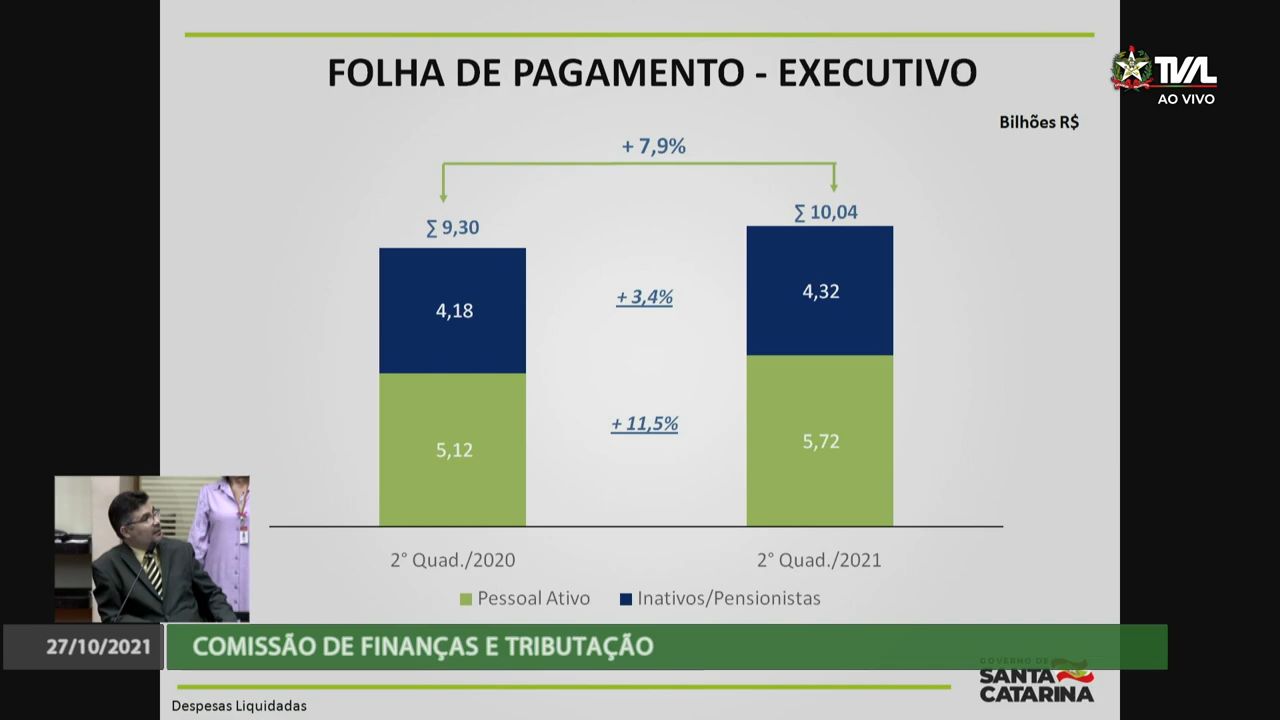 FOLHA DE PAGAMENTO - EXECUTIVO
TVAL
AO VIVO
Bilhões R$
+ 7,9%
∑ 9,30
∑ 10,04
4,18
+ 3,4%
4,32
5,12
+ 11,5%
5,72
2° Quad./2020
2° Quad./2021
Pessoal Ativo
Inativos/Pensionistas
27/10/2021
COMISSÃO DE FINANÇAS E TRIBUTAÇÃO
GOVERNO DE
SANTA
CATARINA
Despesas Liquidadas